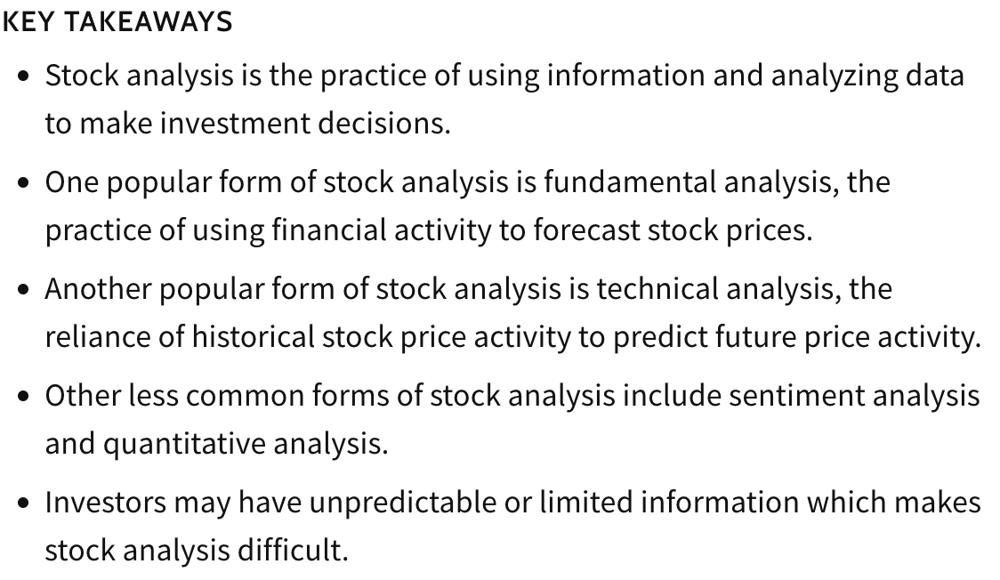 KEY TAKEAWAYS
• Stock analysis is the practice of using information and analyzing data
to make investment decisions.
• One popular form of stock analysis is fundamental analysis, the
practice of using financial activity to forecast stock prices.
• Another popular form of stock analysis is technical analysis, the
reliance of historical stock price activity to predict future price activity.
• Other less common forms of stock analysis include sentiment analysis
and quantitative analysis.
• Investors may have unpredictable or limited information which makes
stock analysis difficult.